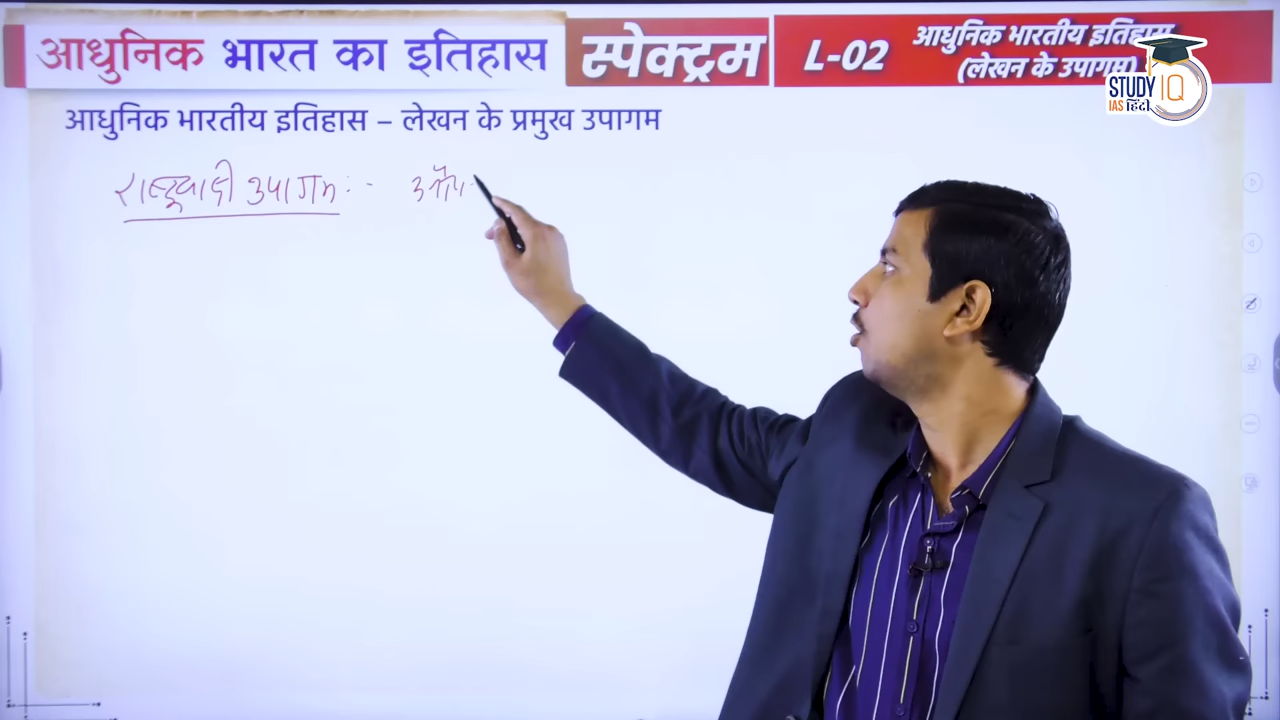 आधुनिक भारत का इतिहास
स्पेक्ट्रम
L-02
आधुनिक भारतीय इतिहास
(लेखन के उपागम)
STUDY IQ
IAS हिंदी
आधुनिक भारतीय इतिहास – लेखन के प्रमुख उपागम
राष्ट्रवादी उपागम :-